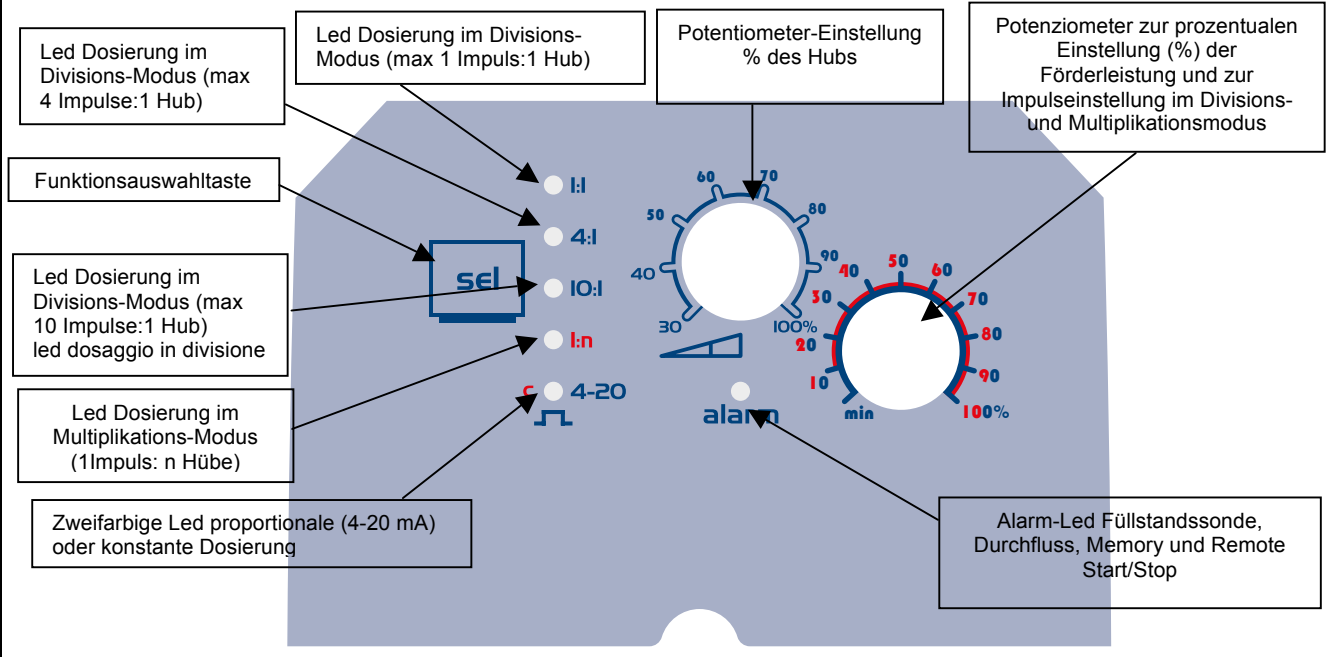 Led Dosierung im
Divisions-Modus (max
4 Impulse:1 Hub)
Led Dosierung im Divisions-
Modus (max 1 Impuls:1 Hub)
Potentiometer-Einstellung
% des Hubs
Potenziometer zur prozentualen
Einstellung (%) der
Förderleistung und zur
Impulseinstellung im Divisions-
und Multiplikationsmodus
Funktionsauswahltaste
Led Dosierung im
Divisions-Modus (max
10 Impulse:1 Hub)
led dosaggio in divisione
Led Dosierung im
Multiplikations-Modus
(1Impuls: n Hübe)
Zweifarbige Led proportionale (4-20 mA)
oder konstante Dosierung
sel
1:1
4:1
10:1
1:n
c 4-20
30
40
50
60
70
80
90
100%
alarm
min
10
20
30
40
50
60
70
80
90
100%
Alarm-Led Füllstandssonde,
Durchfluss, Memory und Remote
Start/Stop